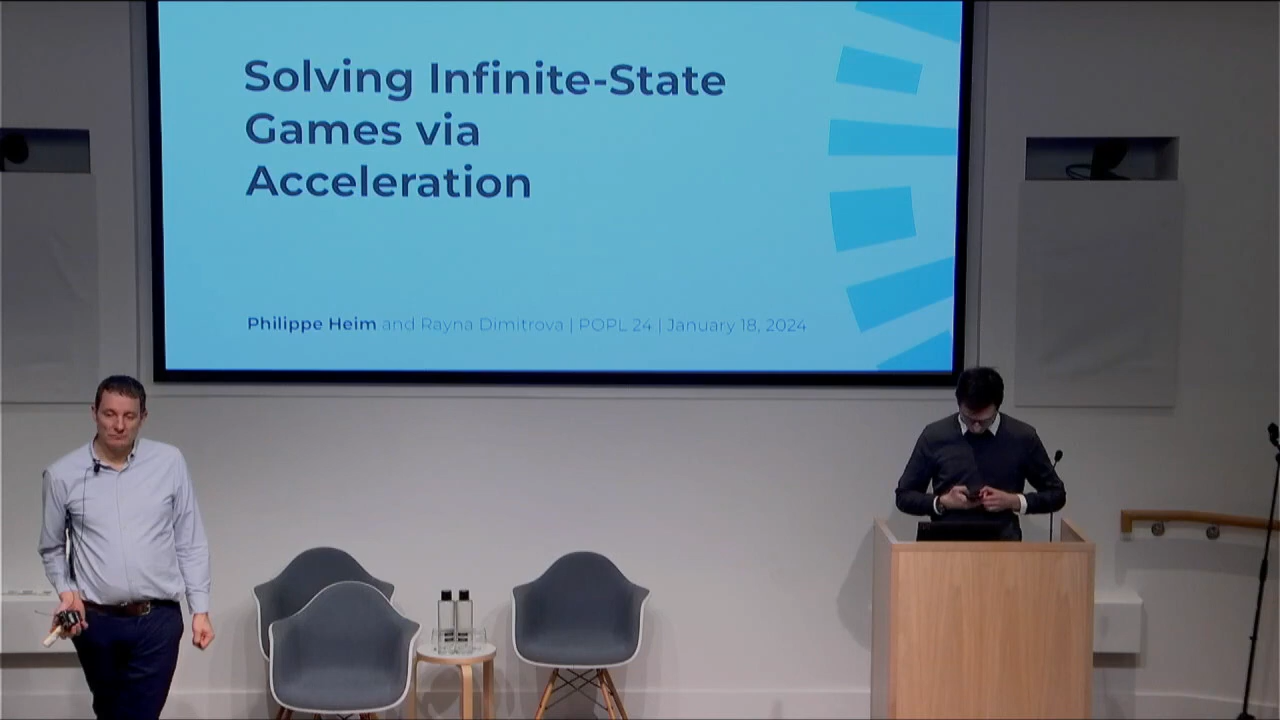 Solving Infinite-State
Games via
Acceleration
Philippe Heim and Rayna Dimitrova | POPL 24 | January 18, 2024